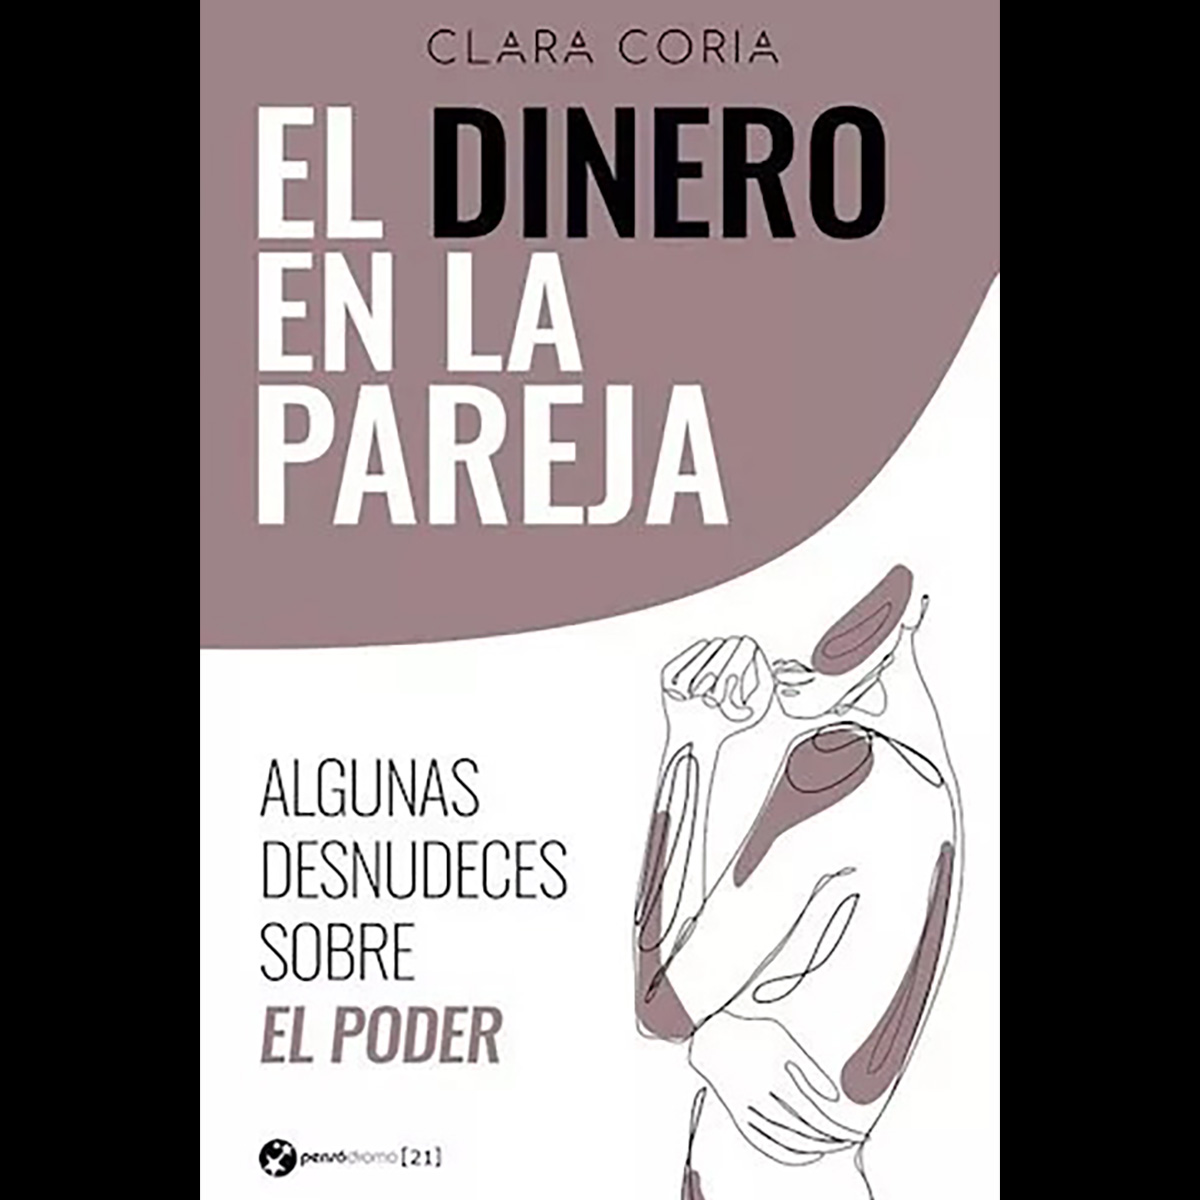 CLARA CORIA
EL DINERO
EN LA
PAREJA
ALGUNAS
DESNUDECES
SOBRE
EL PODER
pensódromo [21]